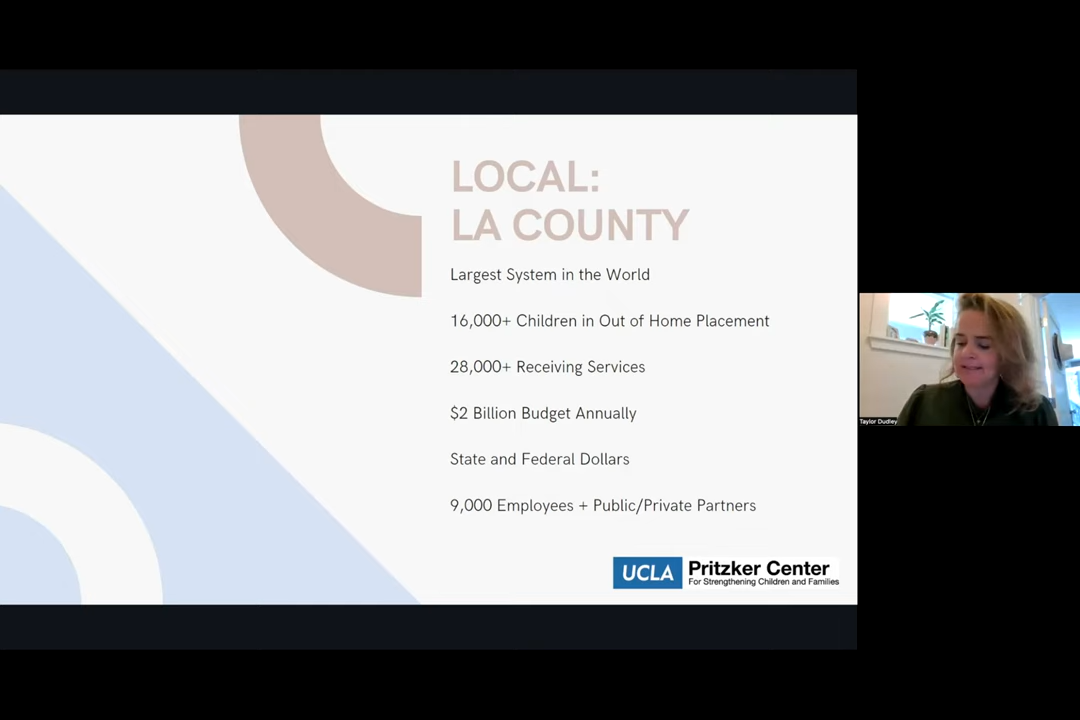 LOCAL:
LA COUNTY
Largest System in the World
16,000+ Children in Out of Home Placement
28,000+ Receiving Services
$2 Billion Budget Annually
State and Federal Dollars
9,000 Employees + Public/Private Partners
UCLA Pritzker Center
For Strengthening Children and Families
Taylor Dudley